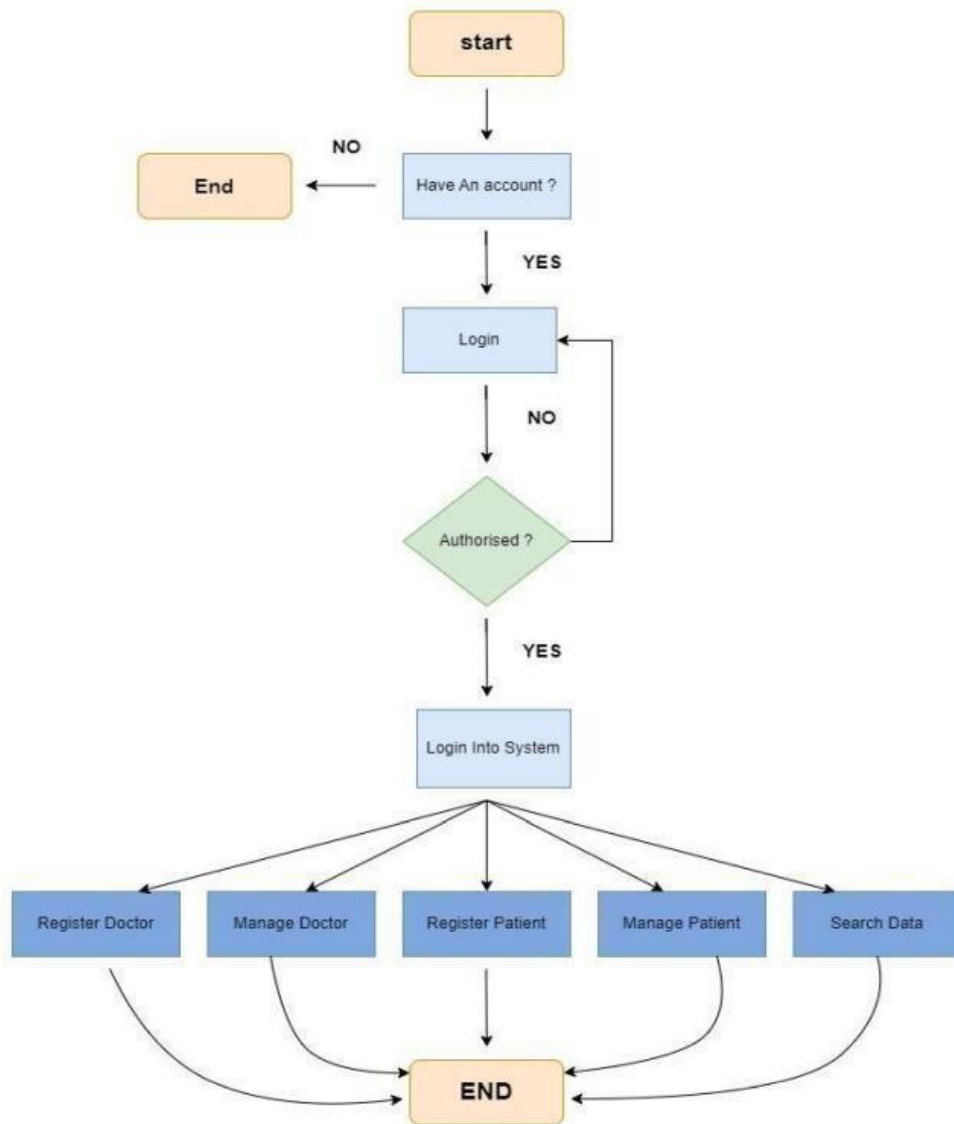 start
NO
End
Have An account ?
YES
Login
NO
Authorised ?
YES
Login Into System
Register Doctor
Manage Doctor
Register Patient
Manage Patient
Search Data
END